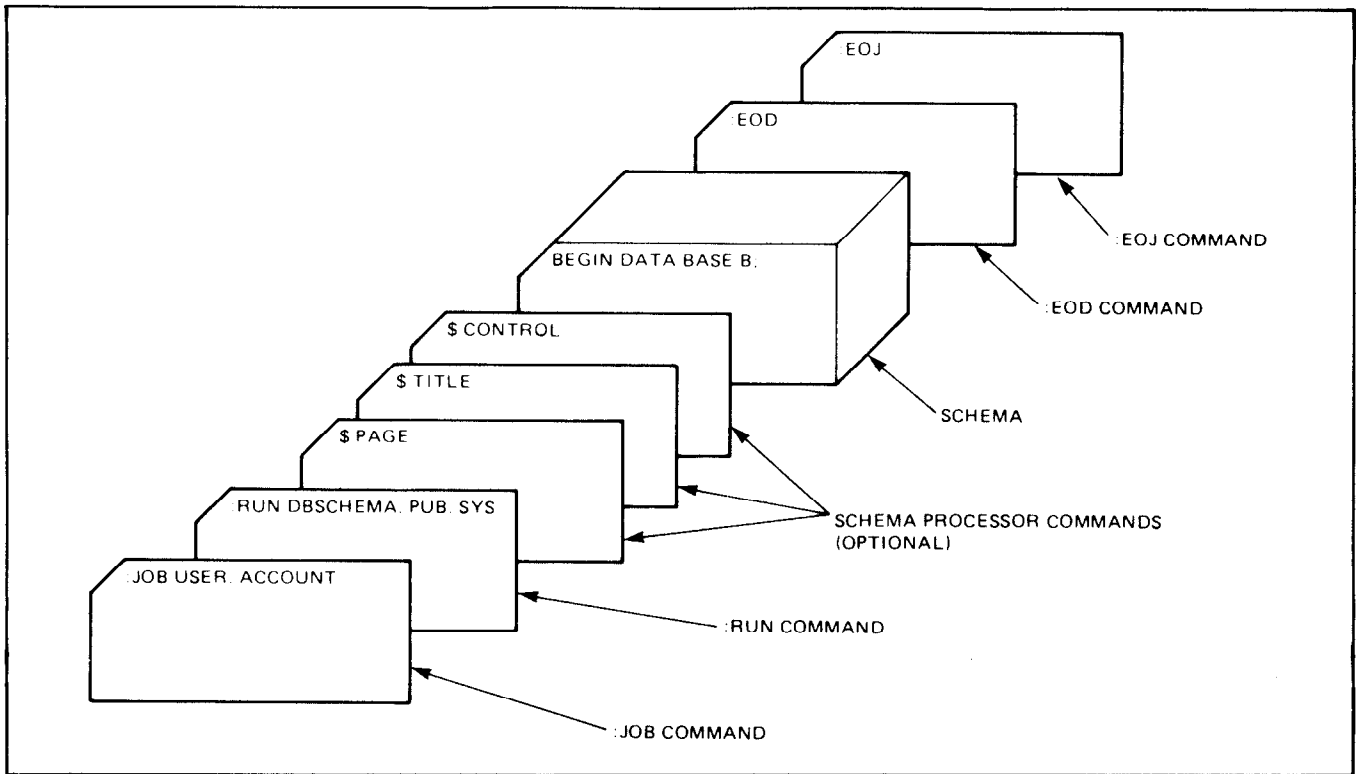 :EOJ
:EOD
BEGIN DATA BASE B;
$ CONTROL
$ TITLE
$ PAGE
:RUN DBSCHEMA. PUB. SYS
:JOB USER. ACCOUNT
:EOJ COMMAND
:EOD COMMAND
SCHEMA
SCHEMA PROCESSOR COMMANDS
(OPTIONAL)
:RUN COMMAND
:JOB COMMAND